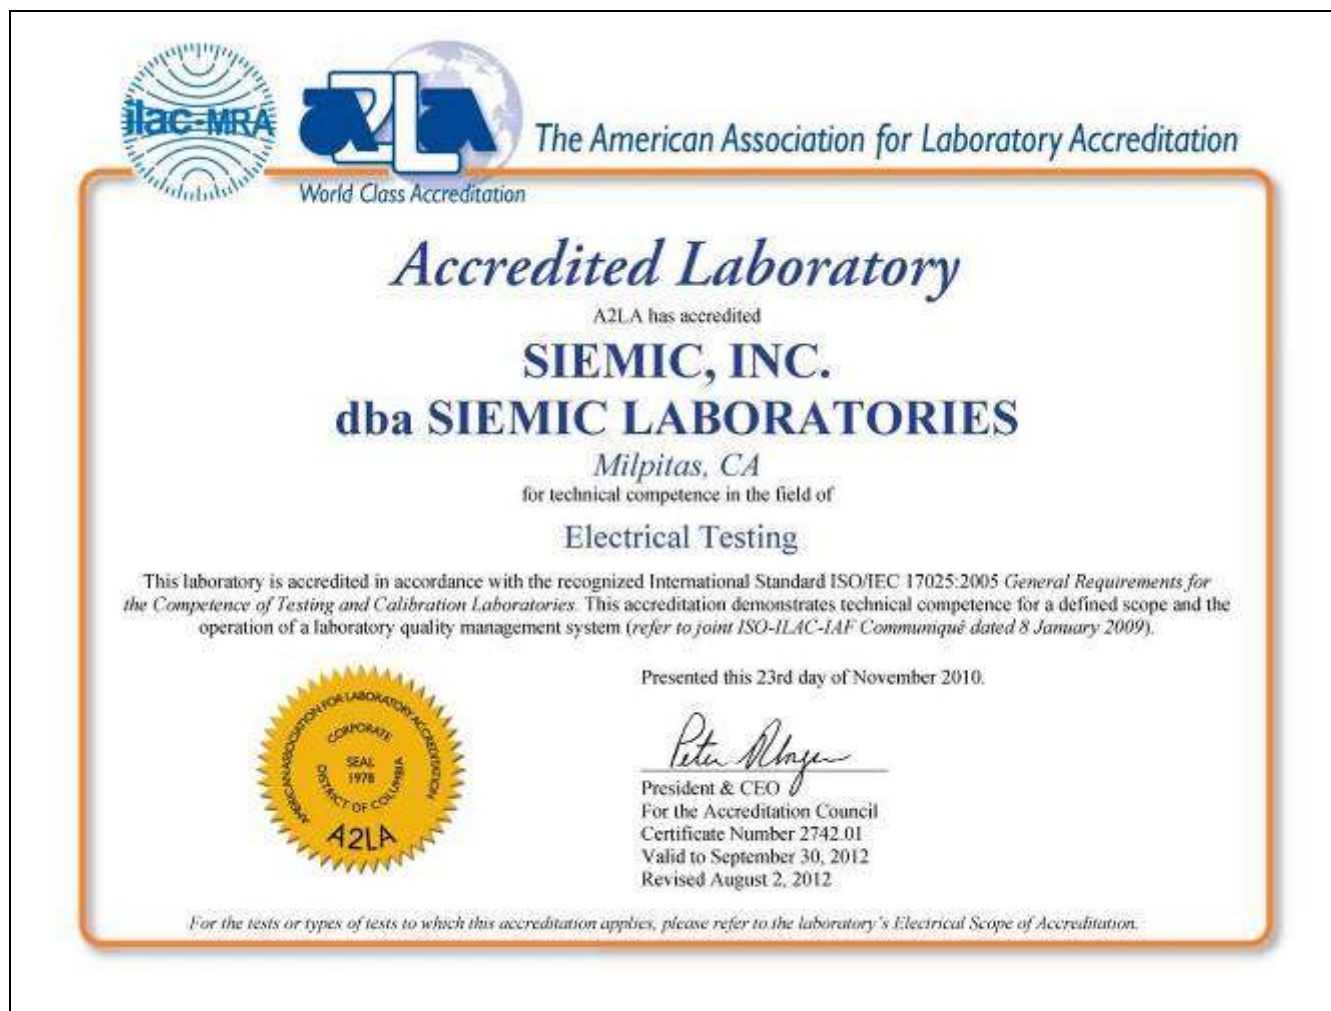 ilac-MRA
a2La
The American Association for Laboratory Accreditation
World Class Accreditation
Accredited Laboratory
A2LA has accredited
SIEMIC, INC.
dba SIEMIC LABORATORIES
Milpitas, CA
for technical competence in the field of
Electrical Testing
This laboratory is accredited in accordance with the recognized International Standard ISO/IEC 17025:2005 General Requirements for
the Competence of Testing and Calibration Laboratories. This accreditation demonstrates technical competence for a defined scope and the
operation of a laboratory quality management system (refer to joint ISO-ILAC-IAF Communiqué dated 8 January 2009).
Presented this 23rd day of November 2010.
AMERICAN ASSOCIATION FOR LABORATORY ACCREDITATION
CORPORATE
SEAL
1978
DISTRICT OF COLUMBIA
A2LA
Peter
President & CEO
For the Accreditation Council
Certificate Number 2742.01
Valid to September 30, 2012
Revised August 2, 2012
For the tests or types of tests to which this accreditation applies, please refer to the laboratory's Electrical Scope of Accreditation.